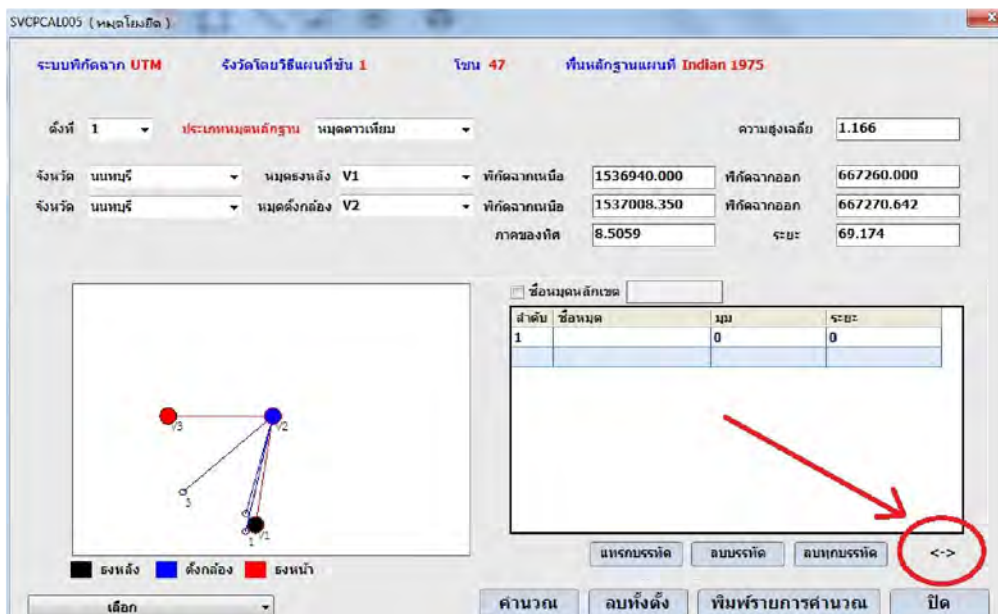 SVCPCAL005 ( หมุดโยงยึด )
ระบบพิกัดฉาก UTM รังวัดโดยวิธีแผนที่ชั้น 1 โซน 47 พื้นหลักฐานแผนที่ Indian 1975
ตั้งที่ 1 ประเภทหมุดหลักฐาน หมุดดาวเทียม ความสูงเฉลี่ย 1.166
จังหวัด นนทบุรี หมุดธงหลัง V1 พิกัดฉากเหนือ 1536940.000 พิกัดฉากออก 667260.000
จังหวัด นนทบุรี หมุดตั้งกล้อง V2 พิกัดฉากเหนือ 1537008.350 พิกัดฉากออก 667270.642
ภาคของทิศ 8.5059 ระยะ 69.174
ชื่อหมุดหลักเขต
ลำดับ ชื่อหมุด มุม ระยะ
1 0 0
V3 V2
3
1 V1
แทรกบรรทัด ลบบรรทัด ลบทุกบรรทัด <->
ธงหลัง ตั้งกล้อง ธงหน้า
เลือก คำนวณ ลบทั้งตั้ง พิมพ์รายการคำนวณ ปิด